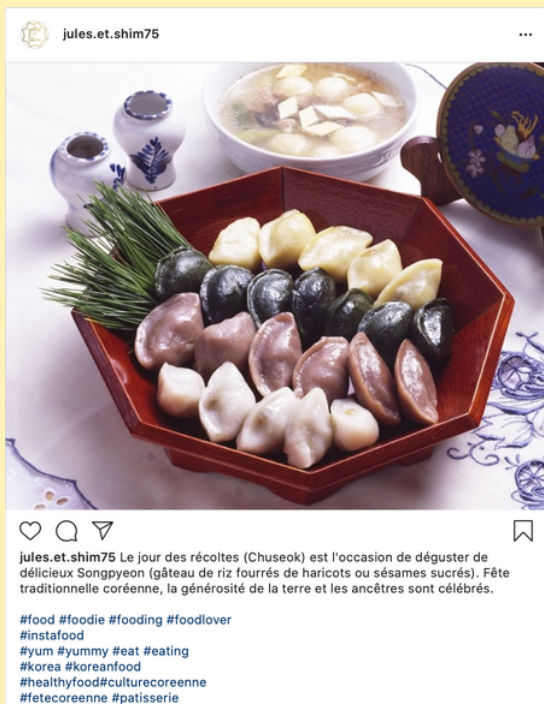 jules.et.shim75
jules.et.shim75 Le jour des récoltes (Chuseok) est l'occasion de déguster de
délicieux Songpyeon (gâteau de riz fourrés de haricots ou sésames sucrés). Fête
traditionnelle coréenne, la générosité de la terre et les ancêtres sont célébrés.
#food #foodie #fooding #foodlover
#instafood
#yum #yummy #eat #eating
#korea #koreanfood
#healthyfood#culturecoreenne
#fetecoreenne #patisserie